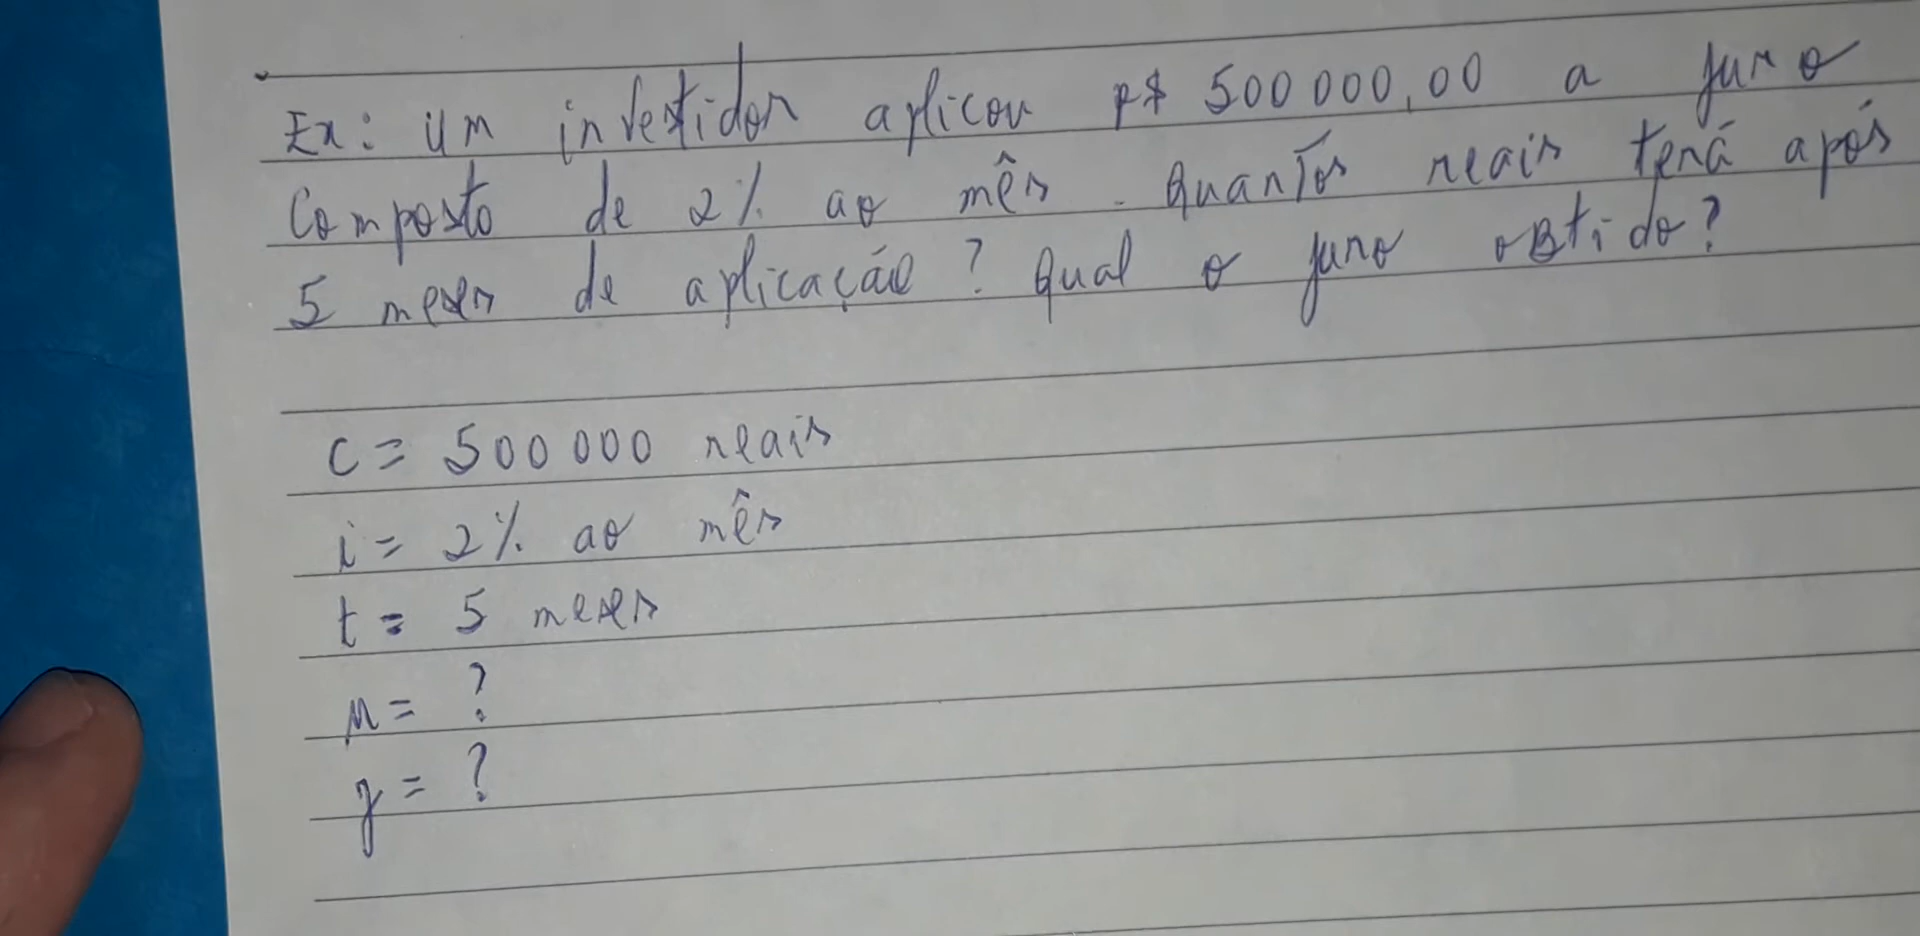 Ex: um investidor aplicou R$ 500 000,00 a juro
composto de 2% ao mês. Quantos reais terá após
5 meses de aplicação? Qual o juro obtido?
C = 500 000 reais
i = 2% ao mês
t = 5 meses
M = ?
j = ?